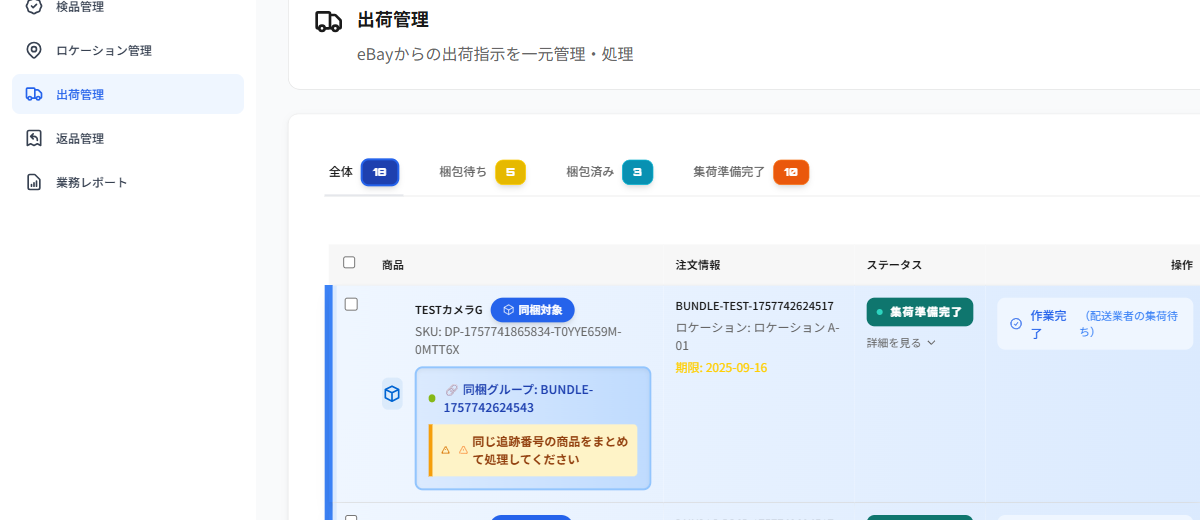 検品管理
ロケーション管理
出荷管理
返品管理
業務レポート
出荷管理
eBayからの出荷指示を一元管理・処理
全体 18
梱包待ち 5
梱包済み 3
集荷準備完了 10
商品 注文情報 ステータス 操作
TESTカメラG 同梱対象
SKU: DP-1757741865834-T0YYE659M-
0MTT6X
同梱グループ: BUNDLE-
1757742624543
同じ追跡番号の商品をまとめ
て処理してください
BUNDLE-TEST-1757742624517
ロケーション: ロケーション A-
01
期限: 2025-09-16
集荷準備完了
詳細を見る
作業完
了
（配送業者の集荷待
ち）